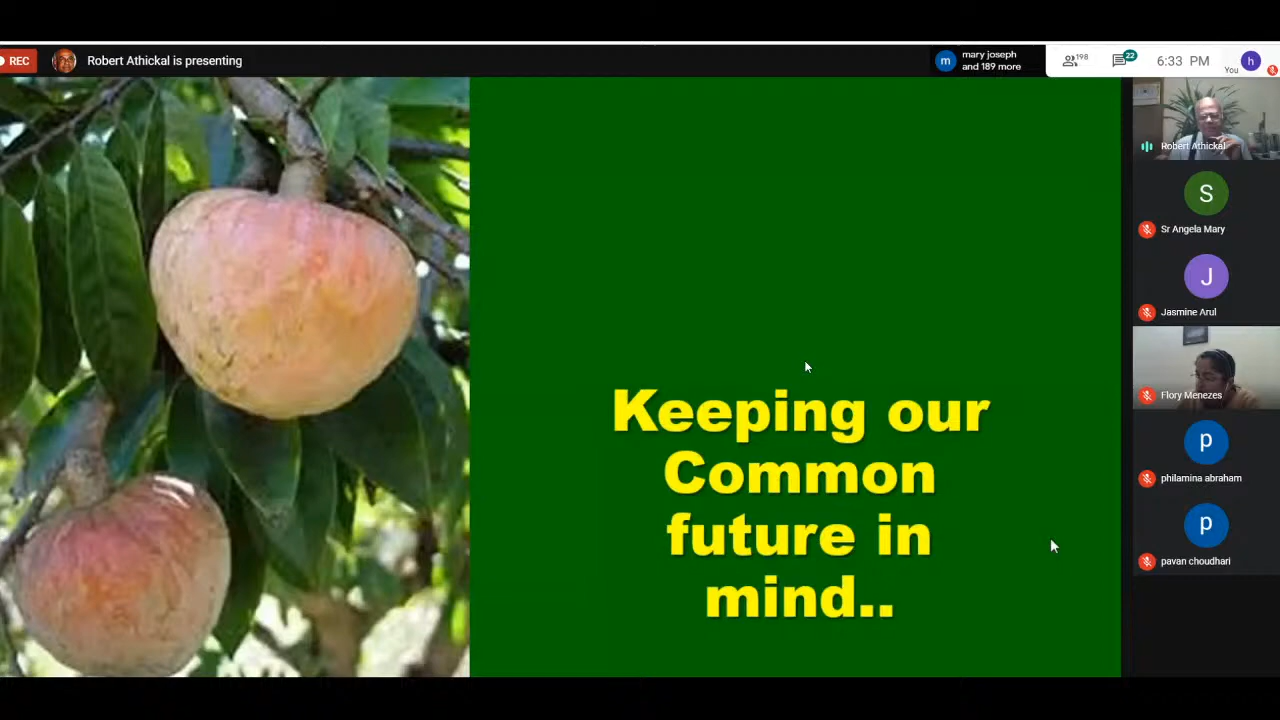 REC
Robert Athickal is presenting
m
mary joseph
and 189 more
198
22
6:33 PM
You
h
Robert Athickal
S
Sr Angela Mary
J
Jasmine Arul
Flory Menezes
p
philamina abraham
p
pavan choudhari
Keeping our
Common
future in
mind..